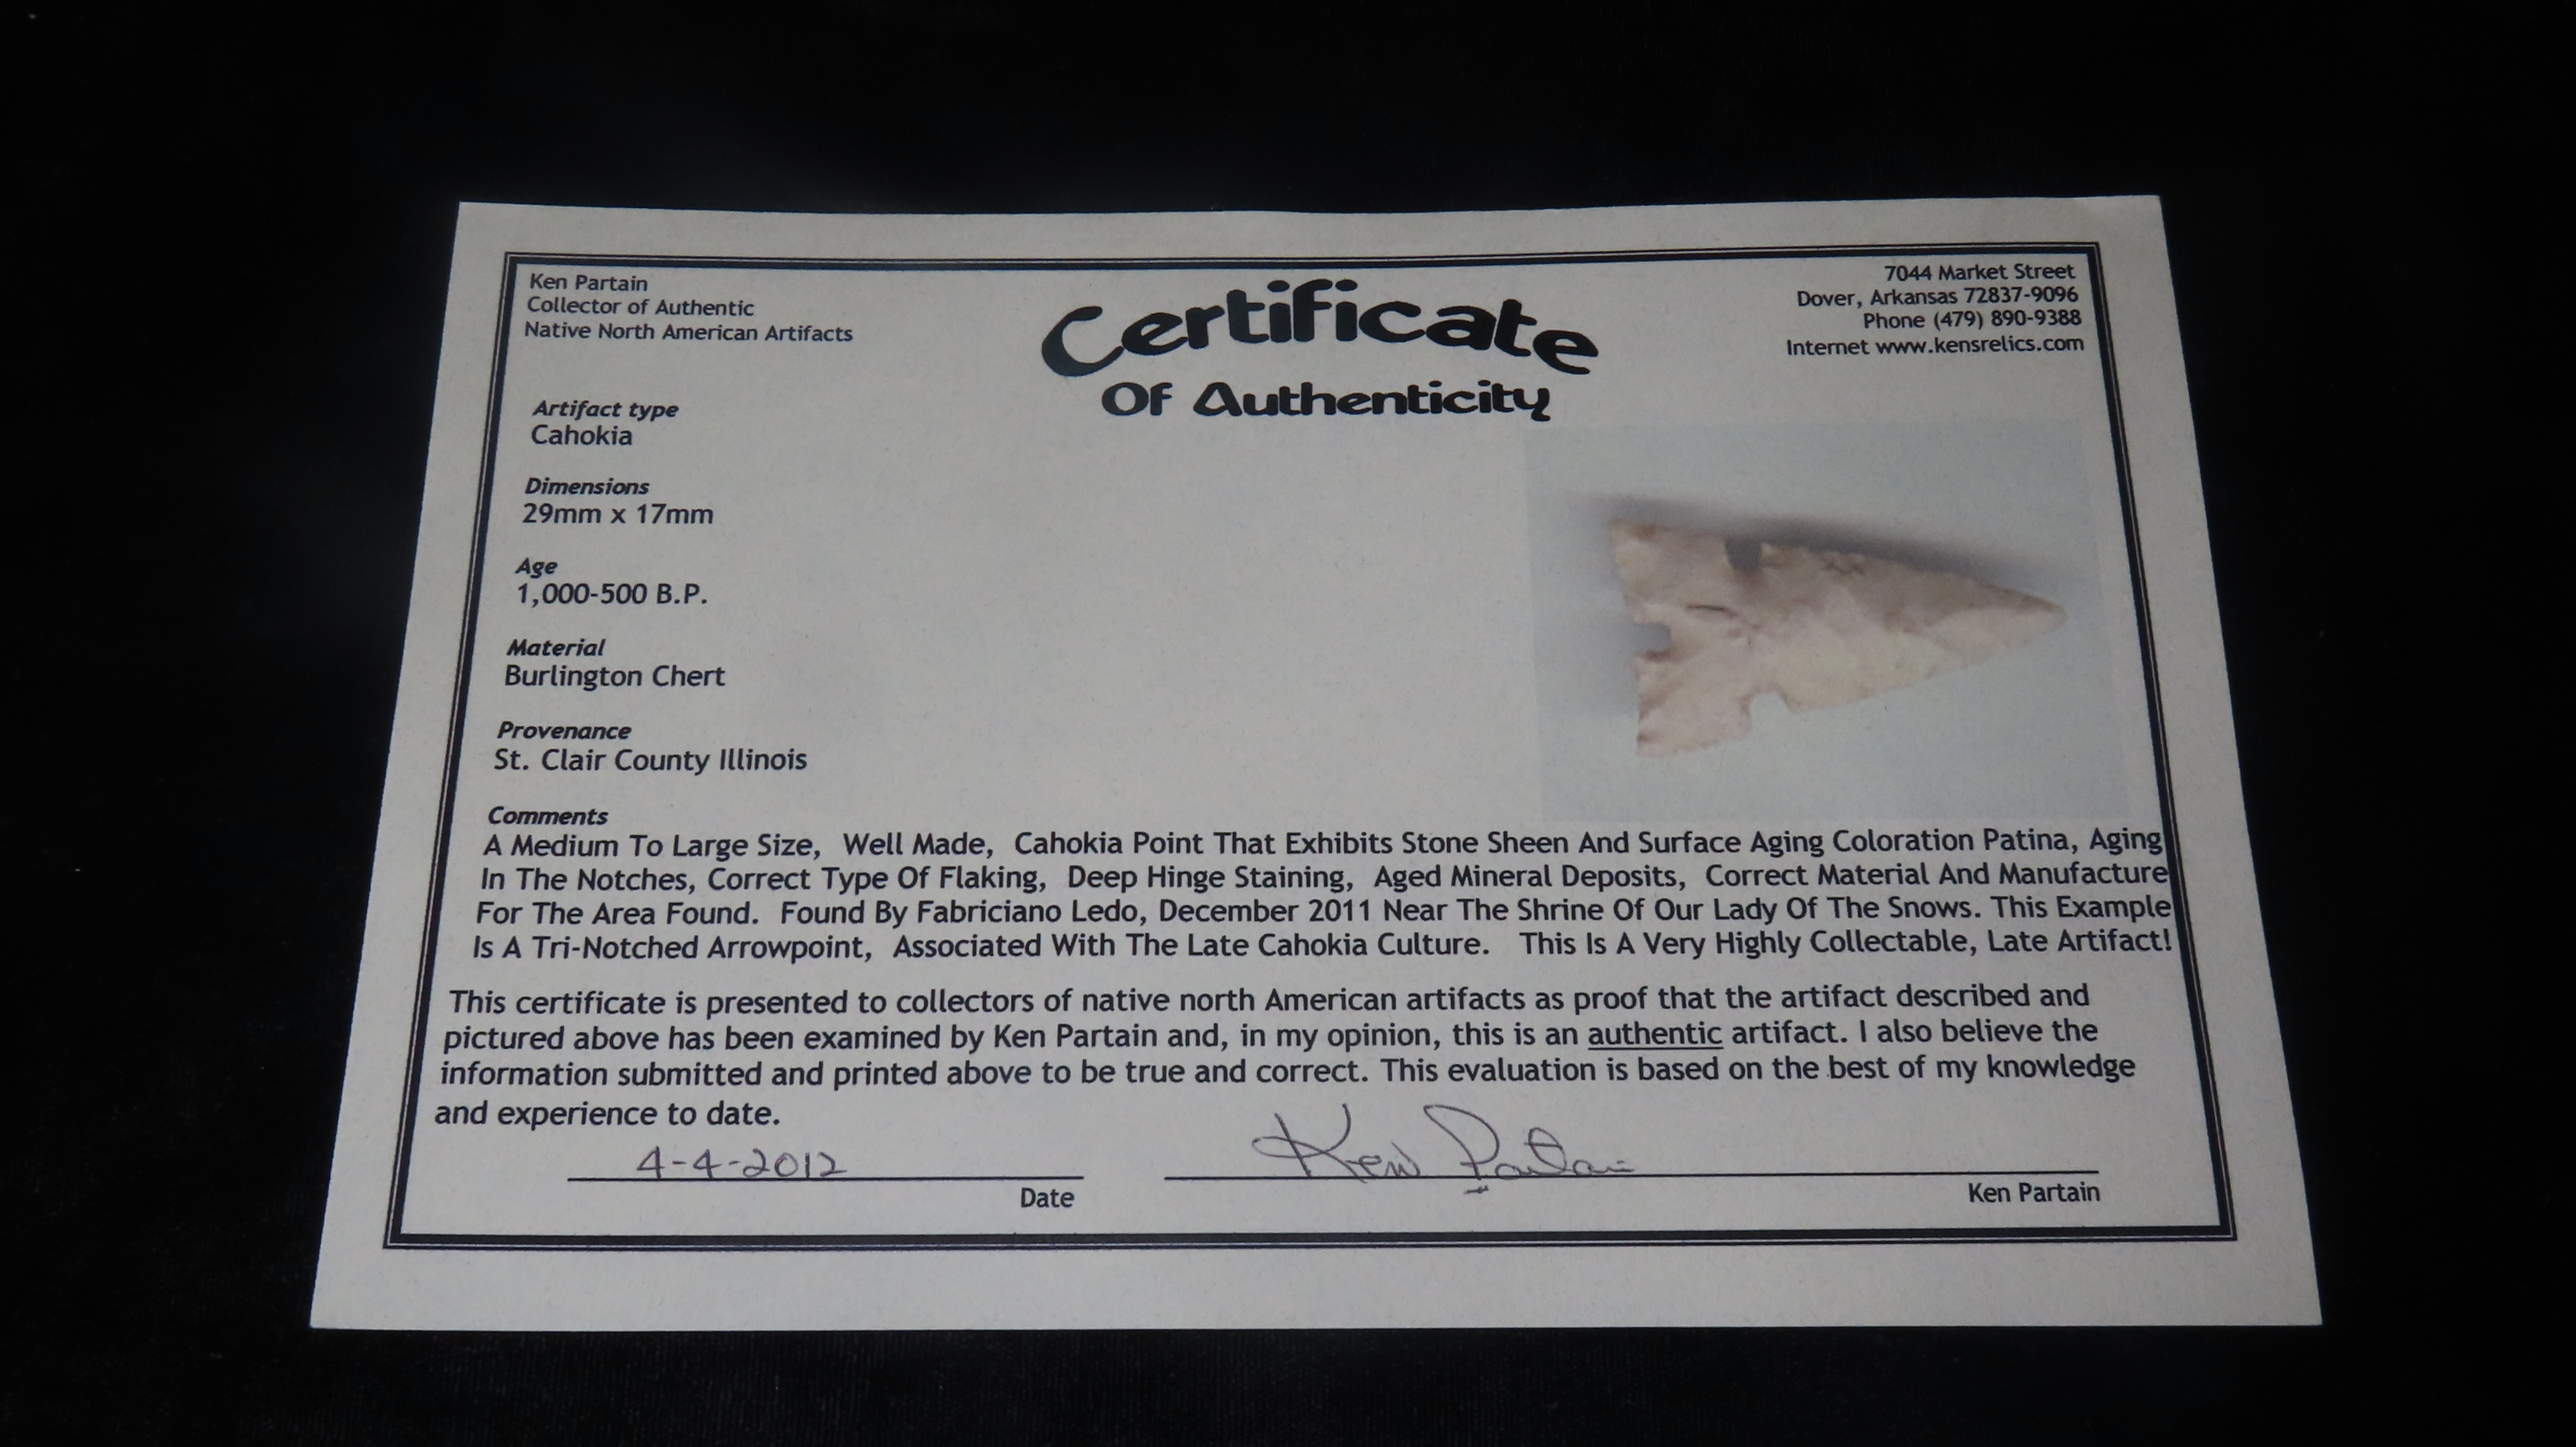 Ken Partain
Collector of Authentic
Native North American Artifacts
Certificate
Of Authenticity
7044 Market Street
Dover, Arkansas 72837-9096
Phone (479) 890-9388
Internet www.kensrelics.com
Artifact type
Cahokia
Dimensions
29mm x 17mm
Age
1,000-500 B.P.
Material
Burlington Chert
Provenance
St. Clair County Illinois
Comments
A Medium To Large Size, Well Made, Cahokia Point That Exhibits Stone Sheen And Surface Aging Coloration Patina, Aging
In The Notches, Correct Type Of Flaking, Deep Hinge Staining, Aged Mineral Deposits, Correct Material And Manufacture
For The Area Found. Found By Fabriciano Ledo, December 2011 Near The Shrine Of Our Lady Of The Snows. This Example
Is A Tri-Notched Arrowpoint, Associated With The Late Cahokia Culture. This Is A Very Highly Collectable, Late Artifact!
This certificate is presented to collectors of native north American artifacts as proof that the artifact described and
pictured above has been examined by Ken Partain and, in my opinion, this is an authentic artifact. I also believe the
information submitted and printed above to be true and correct. This evaluation is based on the best of my knowledge
and experience to date.
4-4-2012
Ken Partain
Date
Ken Partain